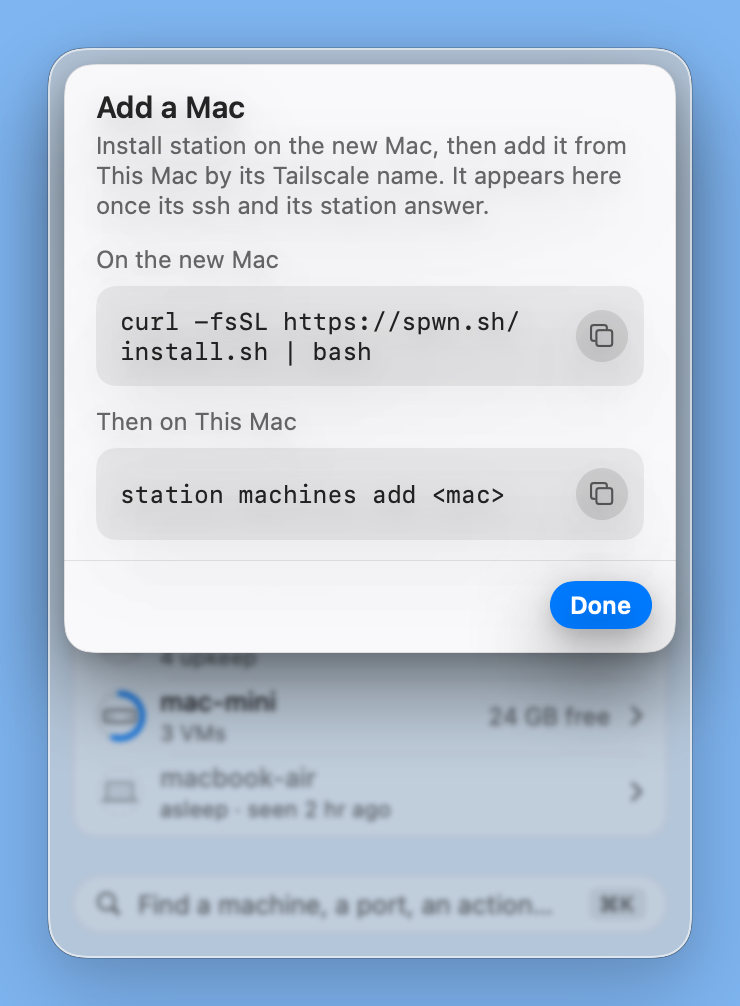 Add a Mac
Install station on the new Mac, then add it from
This Mac by its Tailscale name. It appears here
once its ssh and its station answer.
On the new Mac
curl -fsSL https://spwn.sh/
install.sh | bash
Then on This Mac
station machines add <mac>
Done
4 upkeep
mac-mini
24 GB free
3 VMs
macbook-air
asleep · seen 2 hr ago
Find a machine, a port, an action...
⌘K